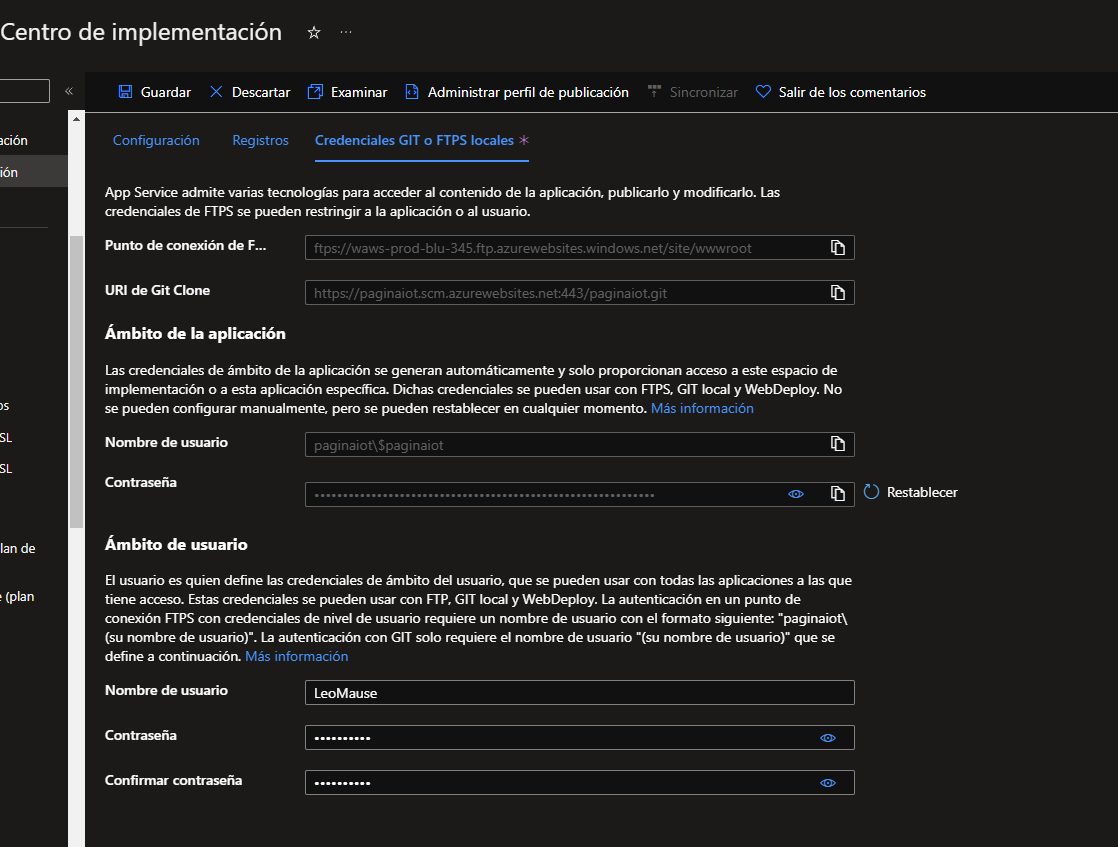 Centro de implementación
Guardar
Descartar
Examinar
Administrar perfil de publicación
Sincronizar
Salir de los comentarios
ación
ión
os
SL
SL
lan de
e (plan
Configuración
Registros
Credenciales GIT o FTPS locales *
App Service admite varias tecnologías para acceder al contenido de la aplicación, publicarlo y modificarlo. Las
credenciales de FTPS se pueden restringir a la aplicación o al usuario.
Punto de conexión de F...
ftps://waws-prod-blu-345.ftp.azurewebsites.windows.net/site/wwwroot
URI de Git Clone
https://paginaiot.scm.azurewebsites.net:443/paginaiot.git
Ámbito de la aplicación
Las credenciales de ámbito de la aplicación se generan automáticamente y solo proporcionan acceso a este espacio de
implementación o a esta aplicación específica. Dichas credenciales se pueden usar con FTPS, GIT local y WebDeploy. No
se pueden configurar manualmente, pero se pueden restablecer en cualquier momento. Más información
Nombre de usuario
paginaiot\$paginaiot
Contraseña
Restablecer
Ámbito de usuario
El usuario es quien define las credenciales de ámbito del usuario, que se pueden usar con todas las aplicaciones a las que
tiene acceso. Estas credenciales se pueden usar con FTP, GIT local y WebDeploy. La autenticación en un punto de
conexión FTPS con credenciales de nivel de usuario requiere un nombre de usuario con el formato siguiente: "paginaiot\
(su nombre de usuario)". La autenticación con GIT solo requiere el nombre de usuario "(su nombre de usuario)" que se
define a continuación. Más información
Nombre de usuario
LeoMause
Contraseña
Confirmar contraseña